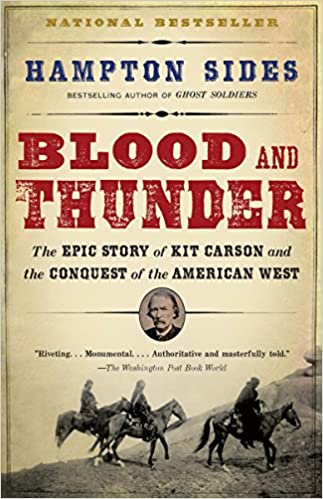 NATIONAL BESTSELLER
HAMPTON SIDES
BESTSELLING AUTHOR OF GHOST SOLDIERS
BLOOD AND
THUNDER
The EPIC STORY of KIT CARSON and
the CONQUEST of the AMERICAN WEST
"Riveting. . . Monumental. . . . Authoritative and masterfully told."
—The Washington Post Book World